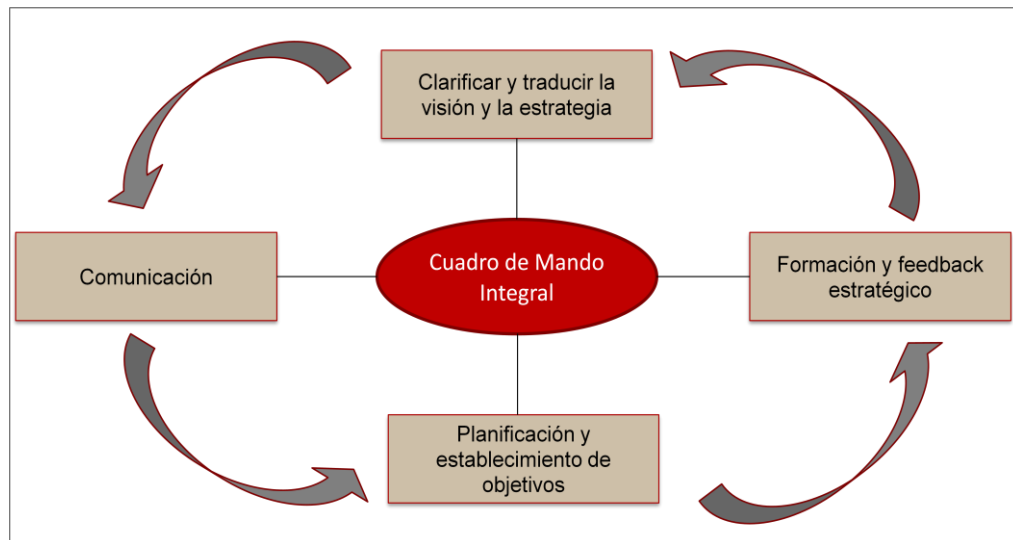 Clarificar y traducir la
visión y la estrategia
Comunicación
Cuadro de Mando
Integral
Formación y feedback
estratégico
Planificación y
establecimiento de
objetivos